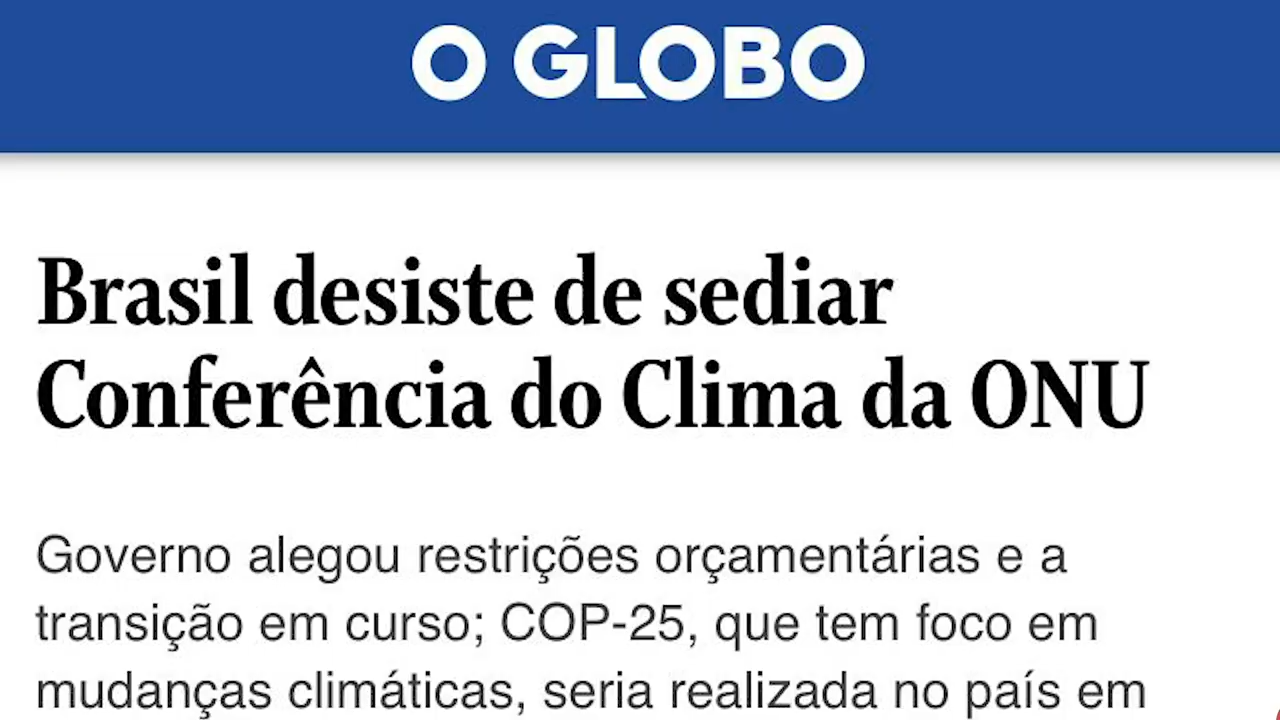 O GLOBO
Brasil desiste de sediar
Conferência do Clima da ONU
Governo alegou restrições orçamentárias e a
transição em curso; COP-25, que tem foco em
mudanças climáticas, seria realizada no país em